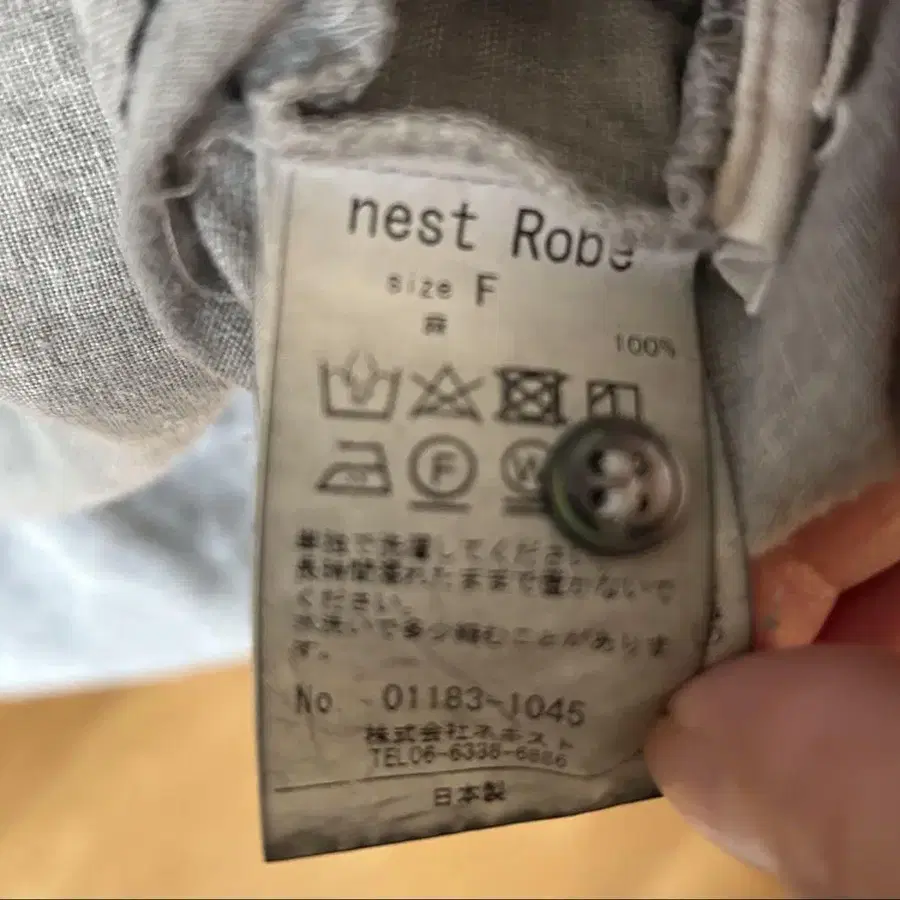 nest Robe
size F
麻
100%
F
W
単独で洗濯してください。
長時間濡れたままで置かないで
ください。
水洗いで多少縮むことがありま
す。
No. 01183-1045
株式会社ネホスト
TEL06-6338-6886
日本製